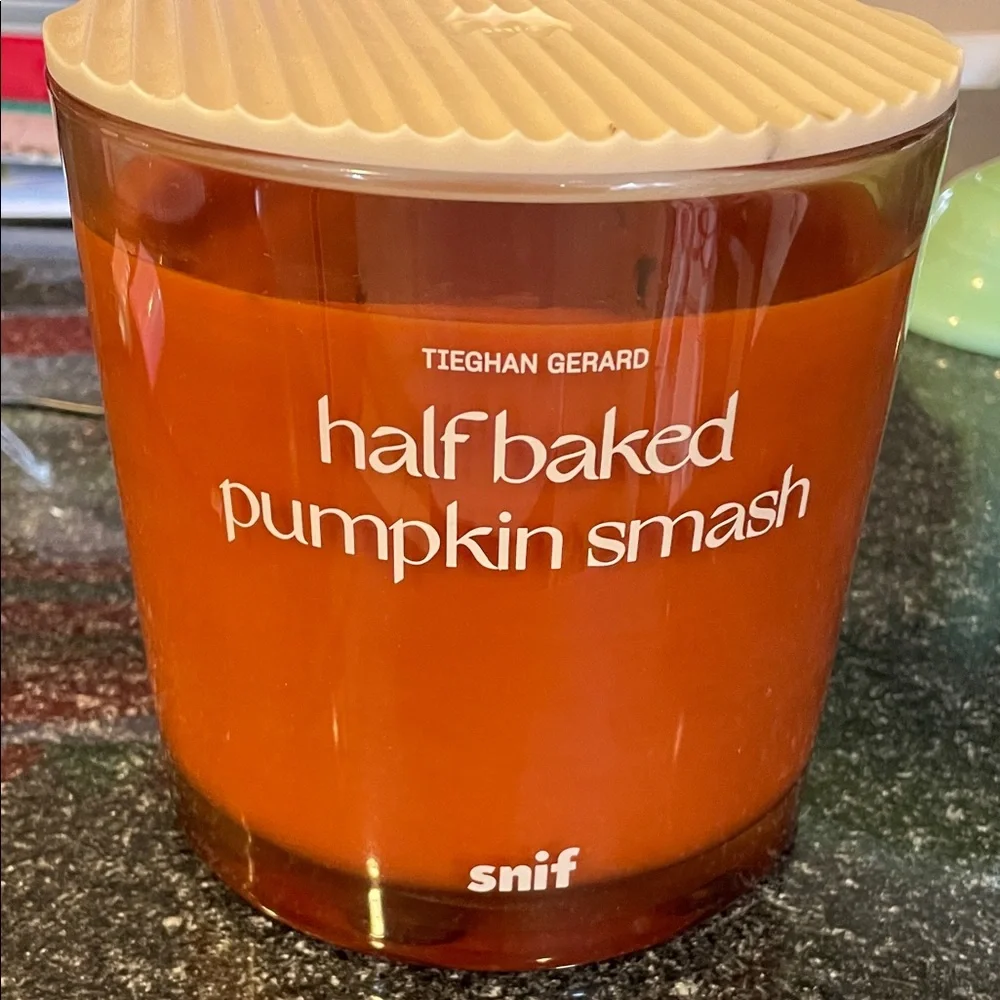 TIEGHAN GERARD
half baked
pumpkin smash
snif